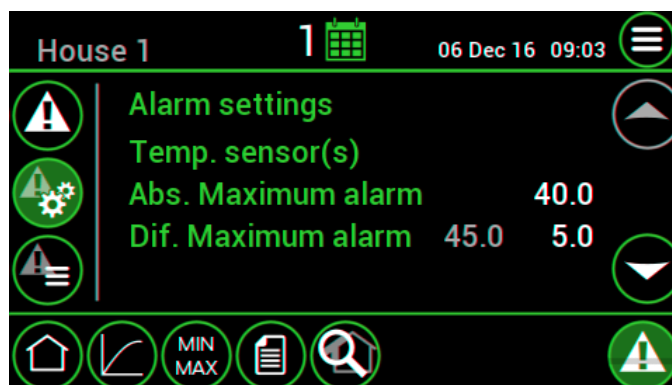 House 1 1 06 Dec 16 09:03
Alarm settings
Temp. sensor(s)
Abs. Maximum alarm 40.0
Dif. Maximum alarm 45.0 5.0
MIN
MAX